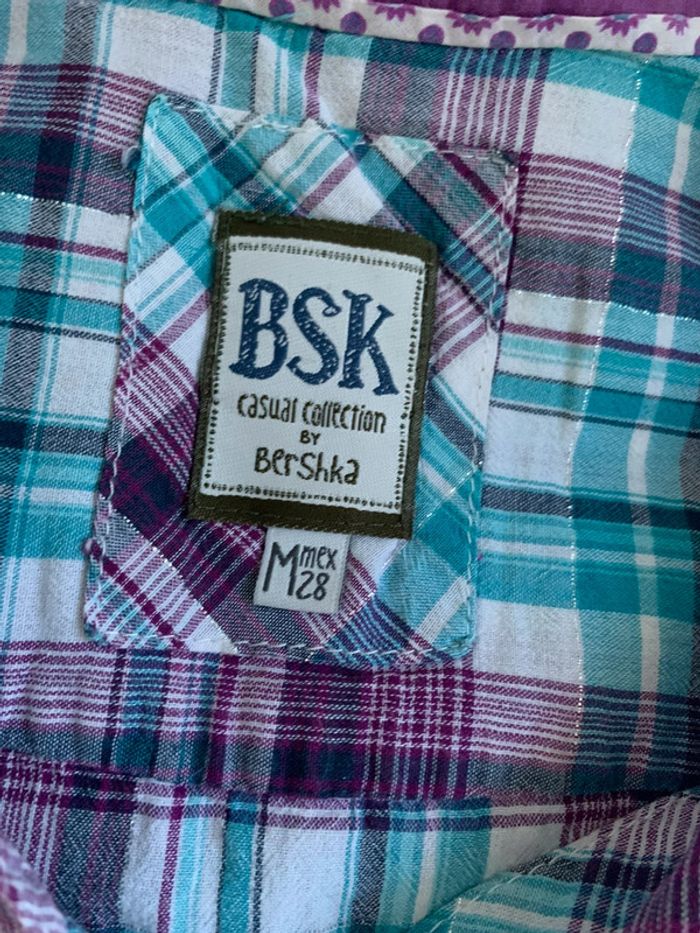 BSK
casual collection
BY
Bershka
M mex
28